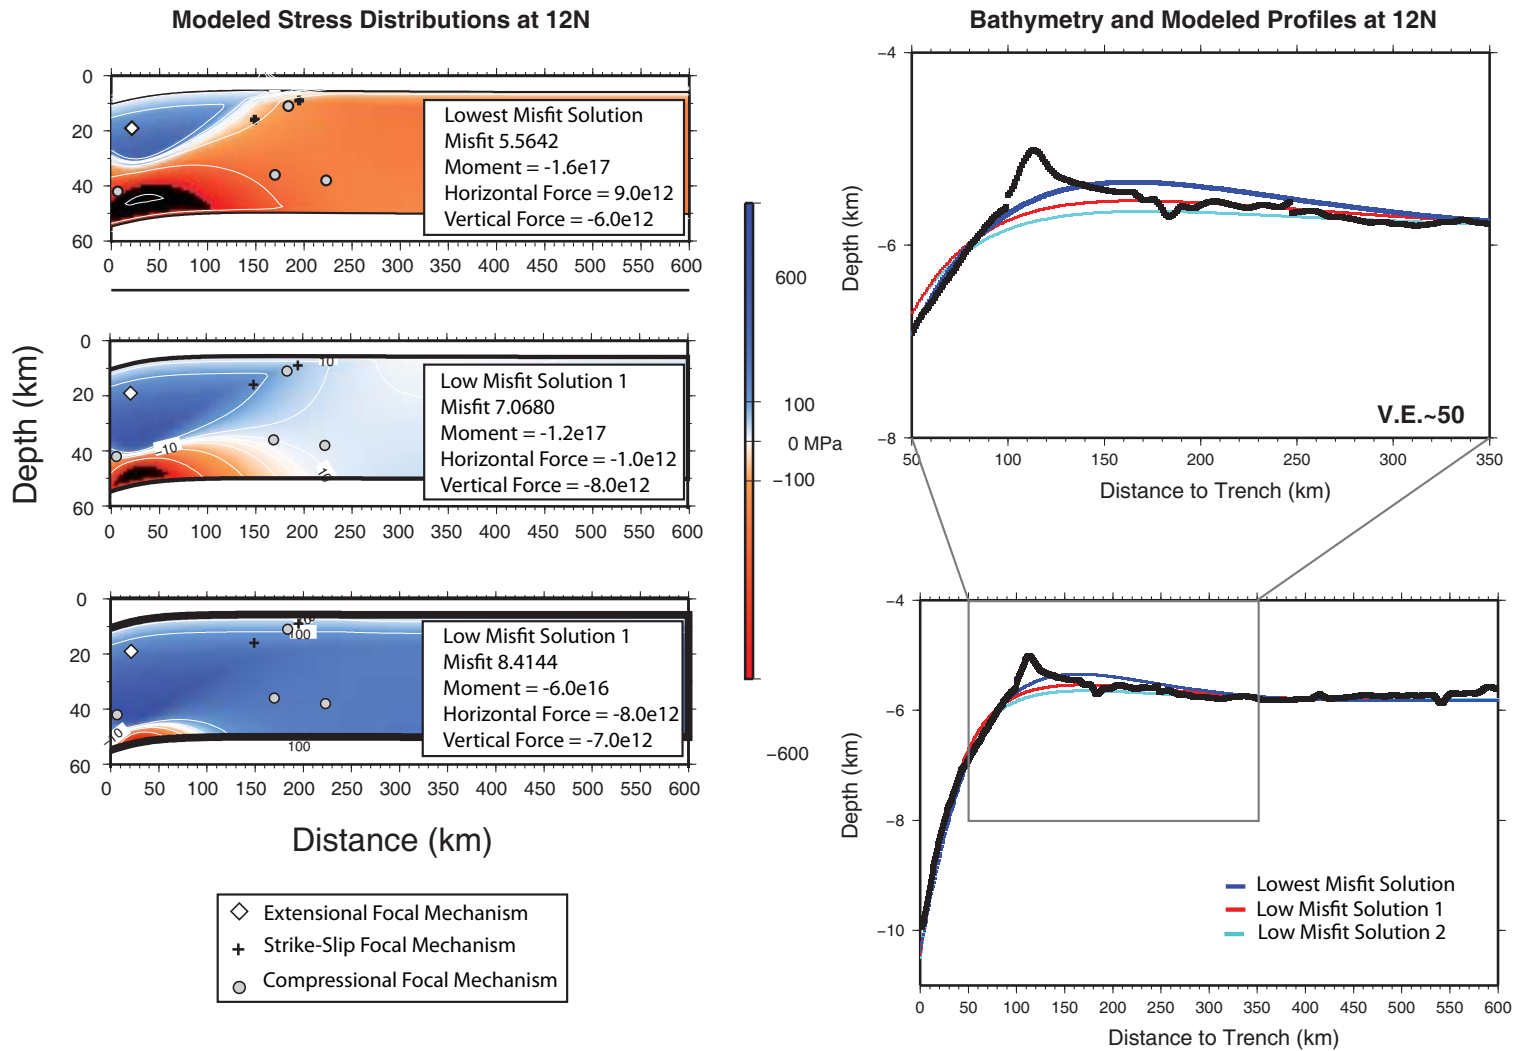 Modeled Stress Distributions at 12N
Bathymetry and Modeled Profiles at 12N
Depth (km)
0
20
40
60
Lowest Misfit Solution
Misfit 5.5642
Moment = -1.6e17
Horizontal Force = 9.0e12
Vertical Force = -6.0e12
0 50 100 150 200 250 300 350 400 450 500 550 600
0
20
40
60
10
−10
10
Low Misfit Solution 1
Misfit 7.0680
Moment = -1.2e17
Horizontal Force = -1.0e12
Vertical Force = -8.0e12
0 50 100 150 200 250 300 350 400 450 500 550 600
0
20
40
60
100
−10
100
Low Misfit Solution 1
Misfit 8.4144
Moment = -6.0e16
Horizontal Force = -8.0e12
Vertical Force = -7.0e12
0 50 100 150 200 250 300 350 400 450 500 550 600
Distance (km)
Extensional Focal Mechanism
Strike-Slip Focal Mechanism
Compressional Focal Mechanism
600
100
0 MPa
−100
−600
−4
−6
−8
Depth (km)
V.E.~50
50 100 150 200 250 300 350
Distance to Trench (km)
−4
−6
−8
−10
Depth (km)
Lowest Misfit Solution
Low Misfit Solution 1
Low Misfit Solution 2
0 50 100 150 200 250 300 350 400 450 500 550 600
Distance to Trench (km)